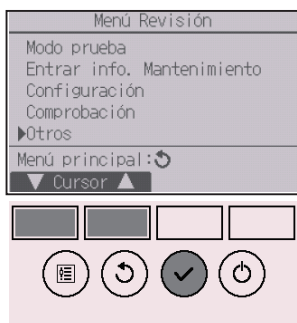 Menú Revisión
Modo prueba
Entrar info. Mantenimiento
Configuración
Comprobación
▶Otros
Menú principal:↺
▼ Cursor ▲